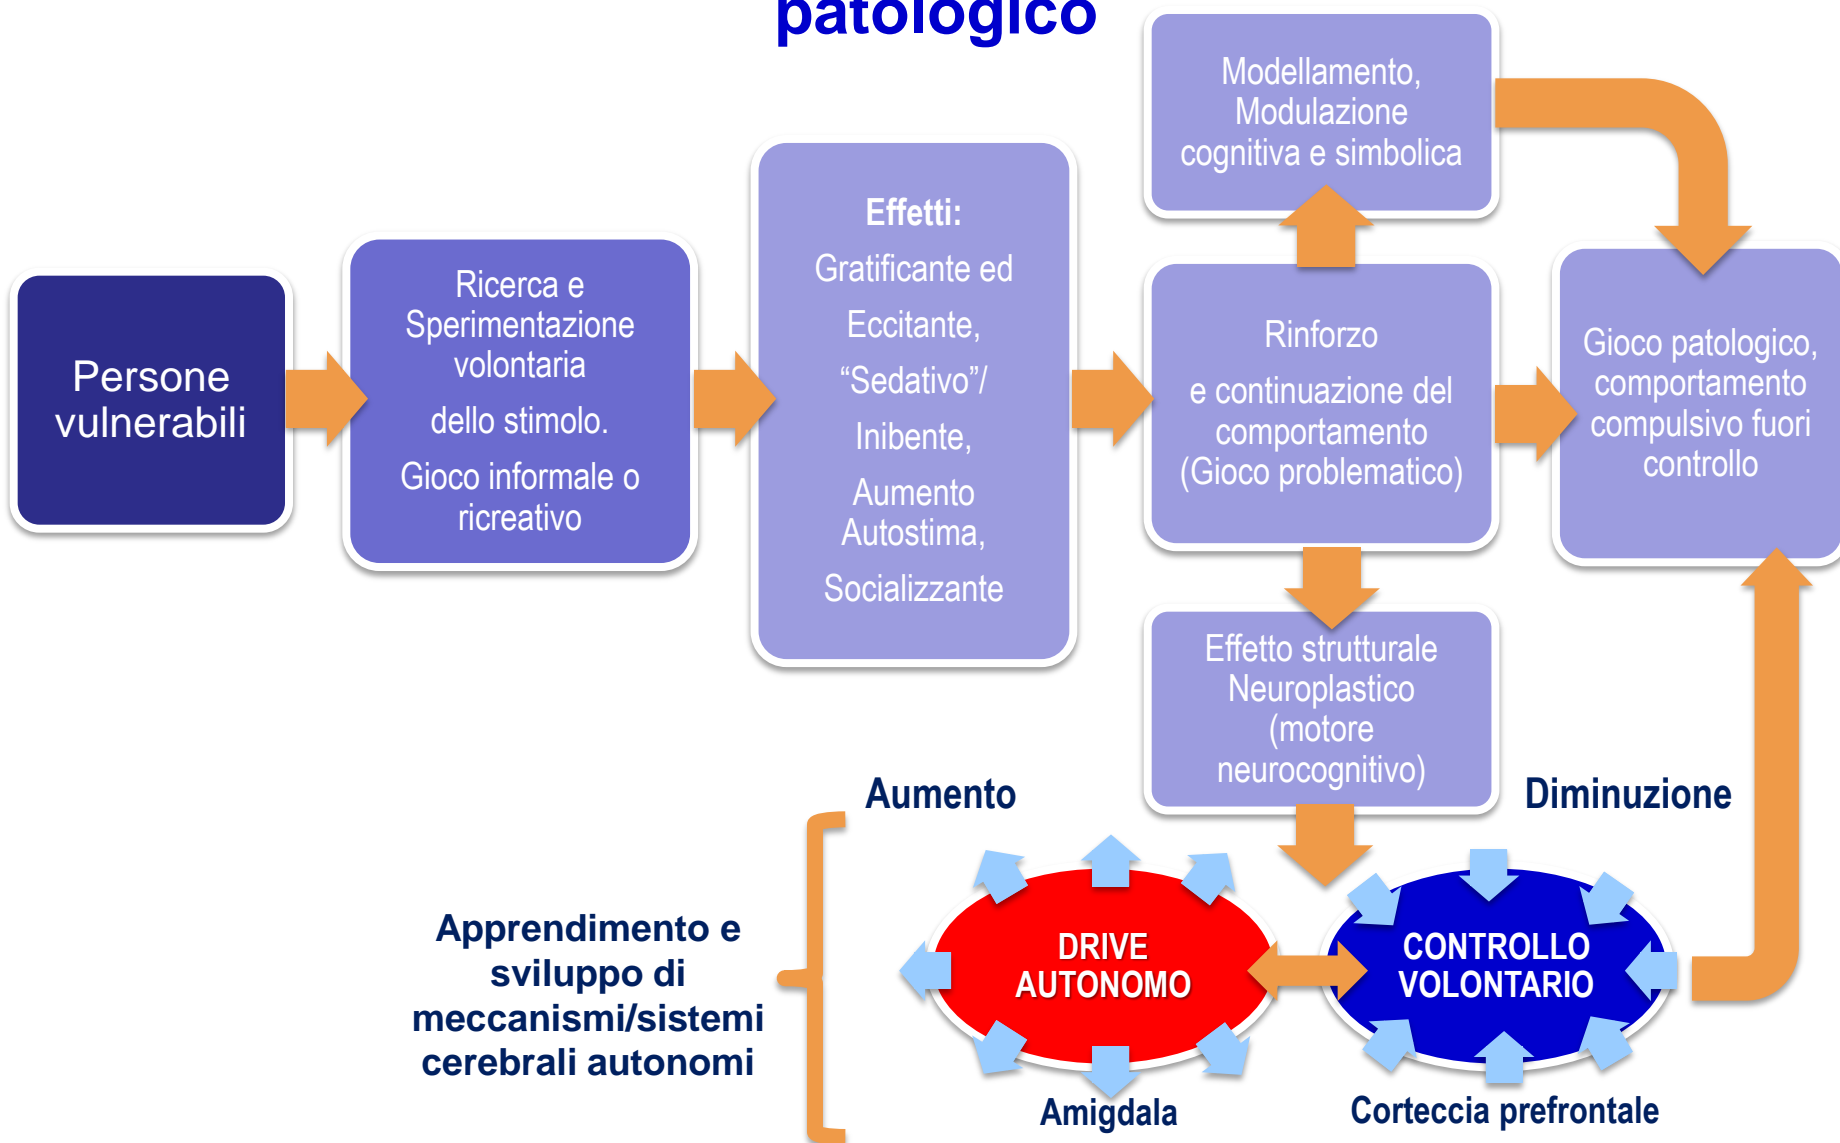 patologico
Persone
vulnerabili
Ricerca e
Sperimentazione
volontaria
dello stimolo.
Gioco informale o
ricreativo
Effetti:
Gratificante ed
Eccitante,
“Sedativo”/
Inibente,
Aumento
Autostima,
Socializzante
Modellamento,
Modulazione
cognitiva e simbolica
Rinforzo
e continuazione del
comportamento
(Gioco problematico)
Gioco patologico,
comportamento
compulsivo fuori
controllo
Effetto strutturale
Neuroplastico
(motore
neurocognitivo)
Aumento
Diminuzione
Apprendimento e
sviluppo di
meccanismi/sistemi
cerebrali autonomi
DRIVE
AUTONOMO
CONTROLLO
VOLONTARIO
Amigdala
Corteccia prefrontale